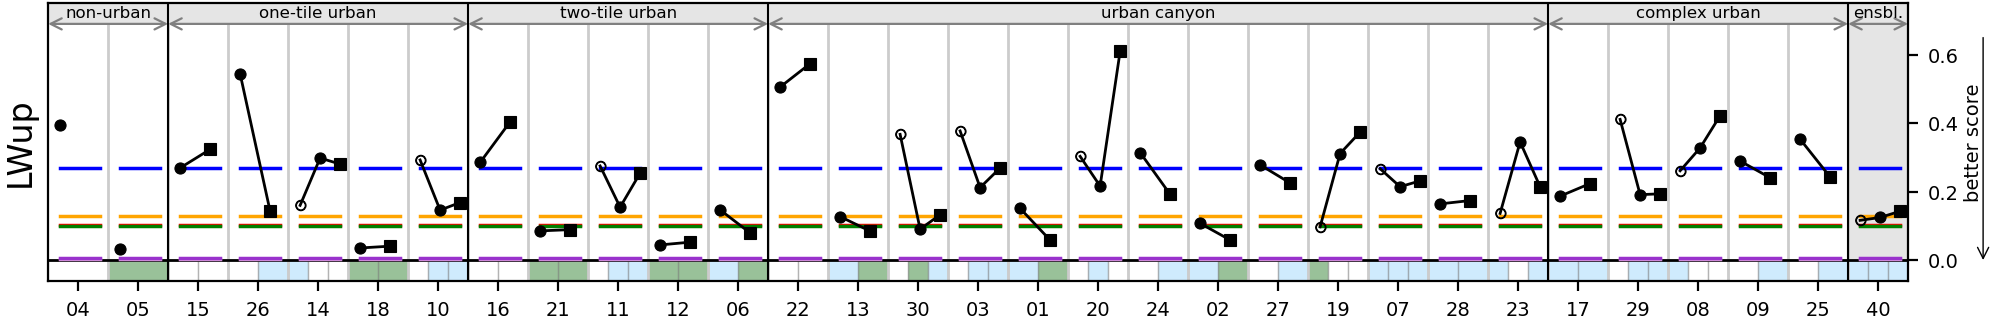 non-urban one-tile urban two-tile urban urban canyon complex urban ensbl.
LWup
0.6
0.4
0.2
0.0
better score
04 05 15 26 14 18 10 16 21 11 12 06 22 13 30 03 01 20 24 02 27 19 07 28 23 17 29 08 09 25 40